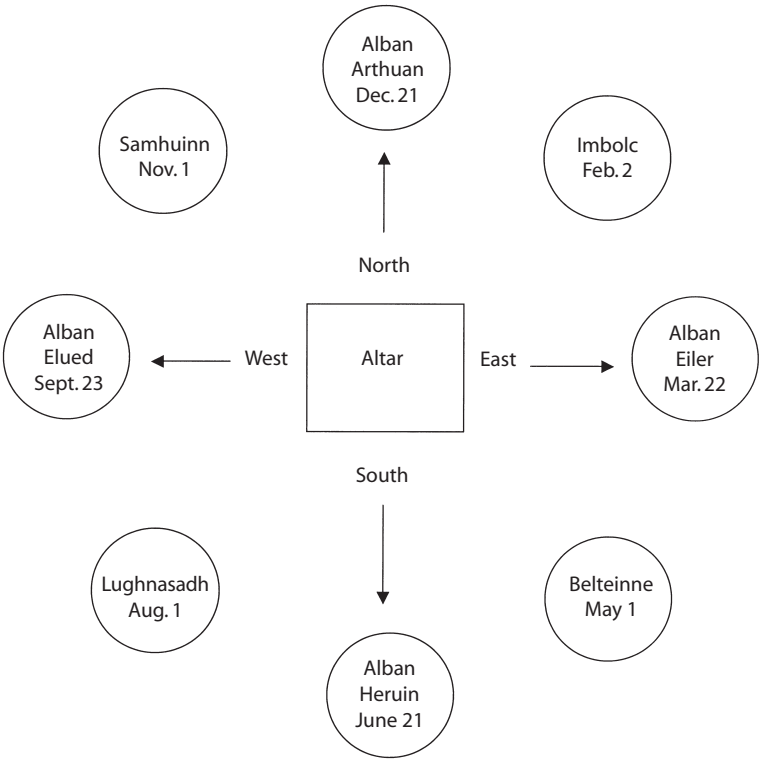 Alban
Arthuan
Dec. 21
Samhuinn
Nov. 1
Imbolc
Feb. 2
North
Alban
Elued
Sept. 23
West
Altar
East
Alban
Eiler
Mar. 22
South
Lughnasadh
Aug. 1
Belteinne
May 1
Alban
Heruin
June 21